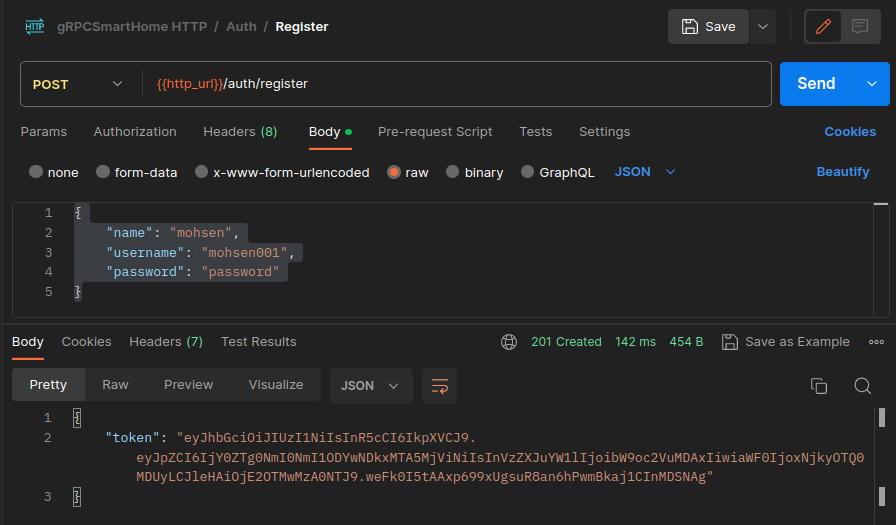 HTTP gRPCSmartHome HTTP / Auth / Register Save
POST {{http_url}}/auth/register Send
Params Authorization Headers (8) Body Pre-request Script Tests Settings Cookies
none form-data x-www-form-urlencoded raw binary GraphQL JSON Beautify
1 {
2 "name": "mohsen",
3 "username": "mohsen001",
4 "password": "password"
5 }
Body Cookies Headers (7) Test Results 201 Created 142 ms 454 B Save as Example
Pretty Raw Preview Visualize JSON
1 {
2 "token": "eyJhbGciOiJIUzI1NiIsInR5cCI6IkpXVCJ9.
eyJpZCI6IjY0ZTg0NmI0NmI1ODYwNDkxMTA5MjViNiIsInVzZXJuYW1lIjoibW9oc2VuMDAxIiwiaWF0IjoxNjkyOTQ0
MDUyLCJleHAiOjE2OTMwMzA0NTJ9.weFk0I5tAAxp699xUgsuR8an6hPwmBkaj1CInMDSNAg"
3 }